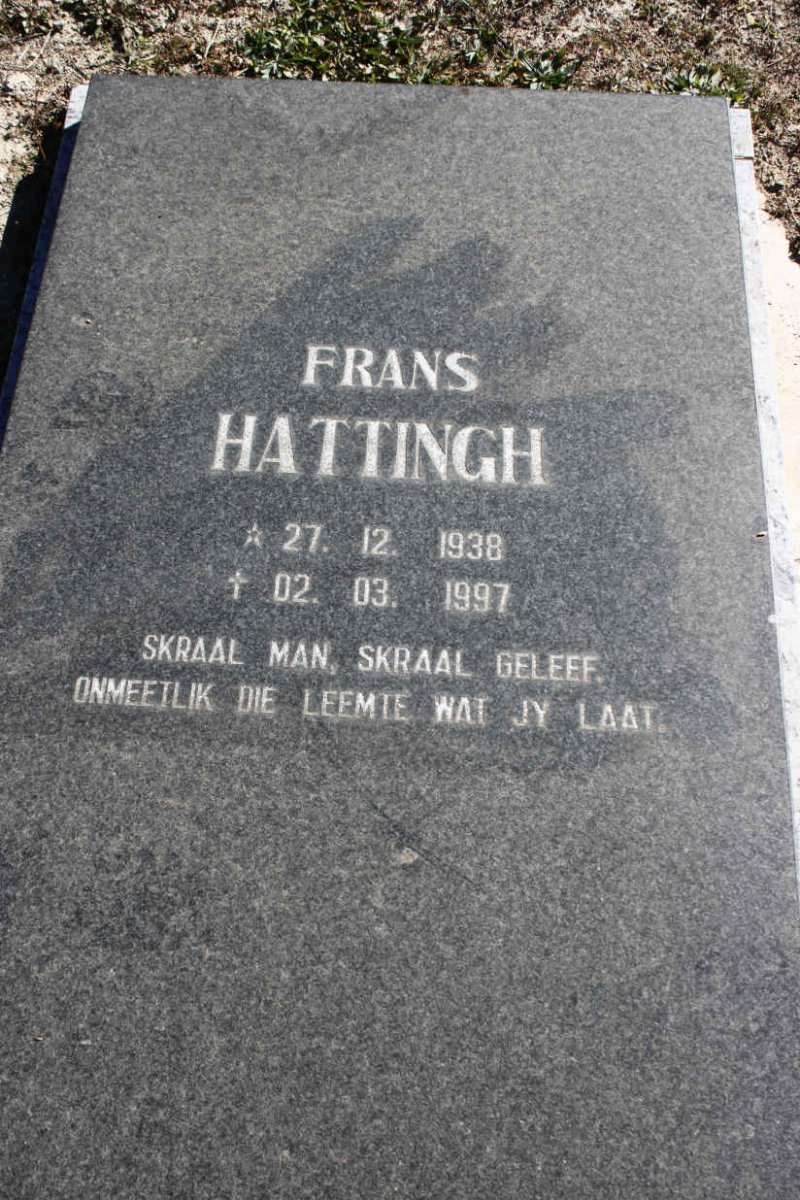 FRANS
HATTINGH
☆ 27. 12. 1938
† 02. 03. 1997
SKRAAL MAN, SKRAAL GELEEF.
ONMEETLIK DIE LEEMTE WAT JY LAAT.